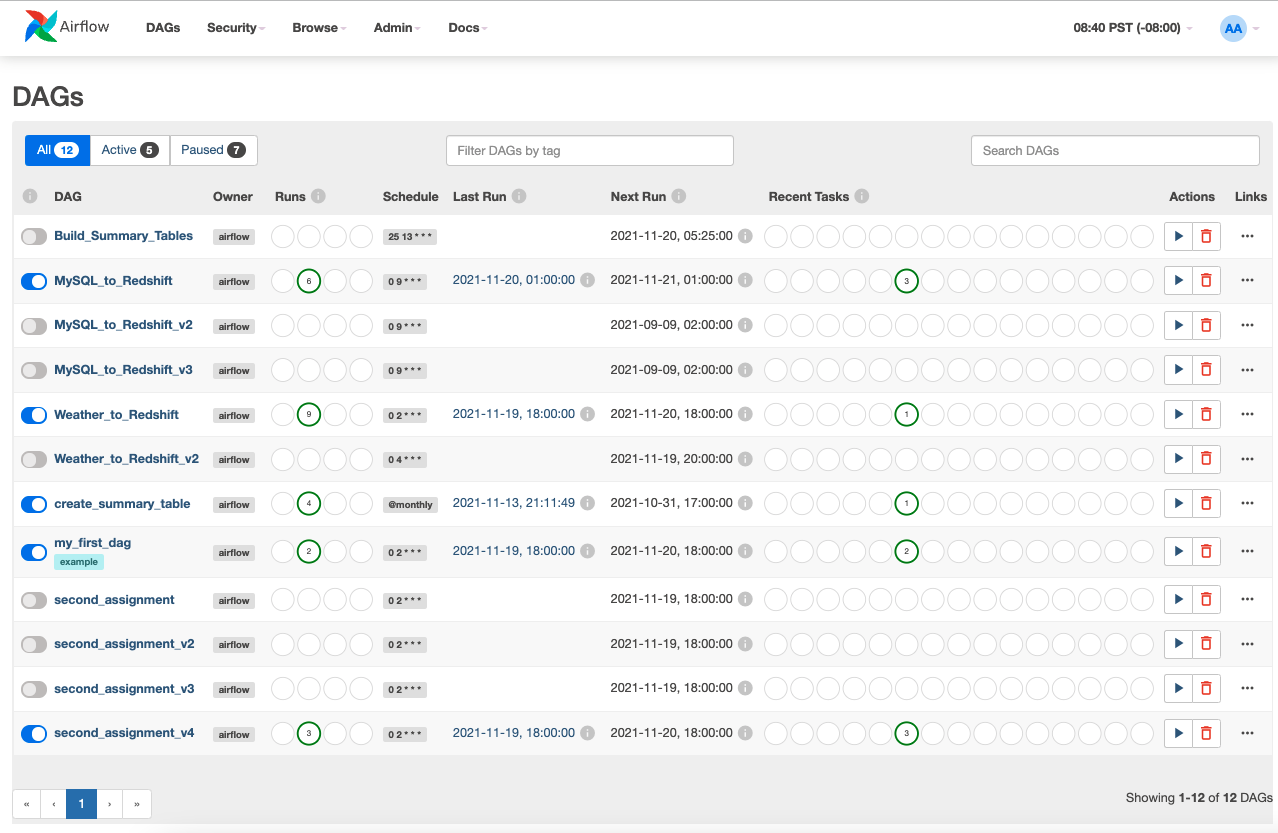 Airflow DAGs Security Browse Admin Docs 08:40 PST (-08:00) AA
DAGs
All 12 Active 5 Paused 7 Filter DAGs by tag Search DAGs
i DAG Owner Runs i Schedule Last Run i Next Run i Recent Tasks i Actions Links
Build_Summary_Tables airflow 25 13 * * * 2021-11-20, 05:25:00 i
MySQL_to_Redshift airflow 6 0 9 * * * 2021-11-20, 01:00:00 i 2021-11-21, 01:00:00 i 3
MySQL_to_Redshift_v2 airflow 0 9 * * * 2021-09-09, 02:00:00 i
MySQL_to_Redshift_v3 airflow 0 9 * * * 2021-09-09, 02:00:00 i
Weather_to_Redshift airflow 9 0 2 * * * 2021-11-19, 18:00:00 i 2021-11-20, 18:00:00 i 1
Weather_to_Redshift_v2 airflow 0 4 * * * 2021-11-19, 20:00:00 i
create_summary_table airflow 4 @monthly 2021-11-13, 21:11:49 i 2021-10-31, 17:00:00 i 1
my_first_dag airflow 2 0 2 * * * 2021-11-19, 18:00:00 i 2021-11-20, 18:00:00 i 2
example
second_assignment airflow 0 2 * * * 2021-11-19, 18:00:00 i
second_assignment_v2 airflow 0 2 * * * 2021-11-19, 18:00:00 i
second_assignment_v3 airflow 0 2 * * * 2021-11-19, 18:00:00 i
second_assignment_v4 airflow 3 0 2 * * * 2021-11-19, 18:00:00 i 2021-11-20, 18:00:00 i 3
« ‹ 1 › » Showing 1-12 of 12 DAGs